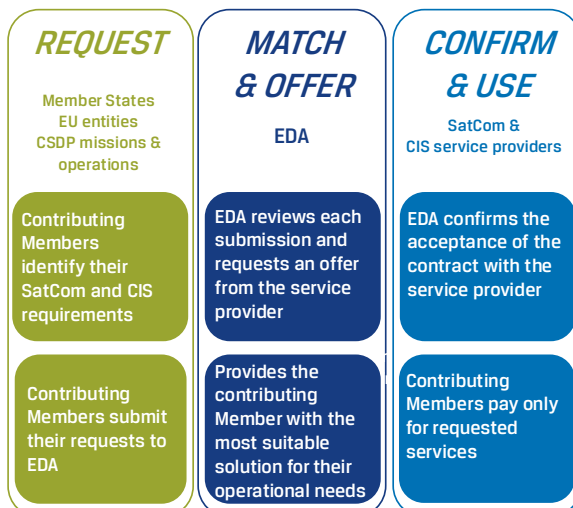 REQUEST
Member States
EU entities
CSDP missions &
operations
Contributing
Members
identify their
SatCom and CIS
requirements
Contributing
Members submit
their requests to
EDA
MATCH
& OFFER
EDA
EDA reviews each
submission and
requests an offer
from the service
provider
Provides the
contributing
Member with the
most suitable
solution for their
operational needs
CONFIRM
& USE
SatCom &
CIS service providers
EDA confirms the
acceptance of the
contract with the
service provider
Contributing
Members pay only
for requested
services